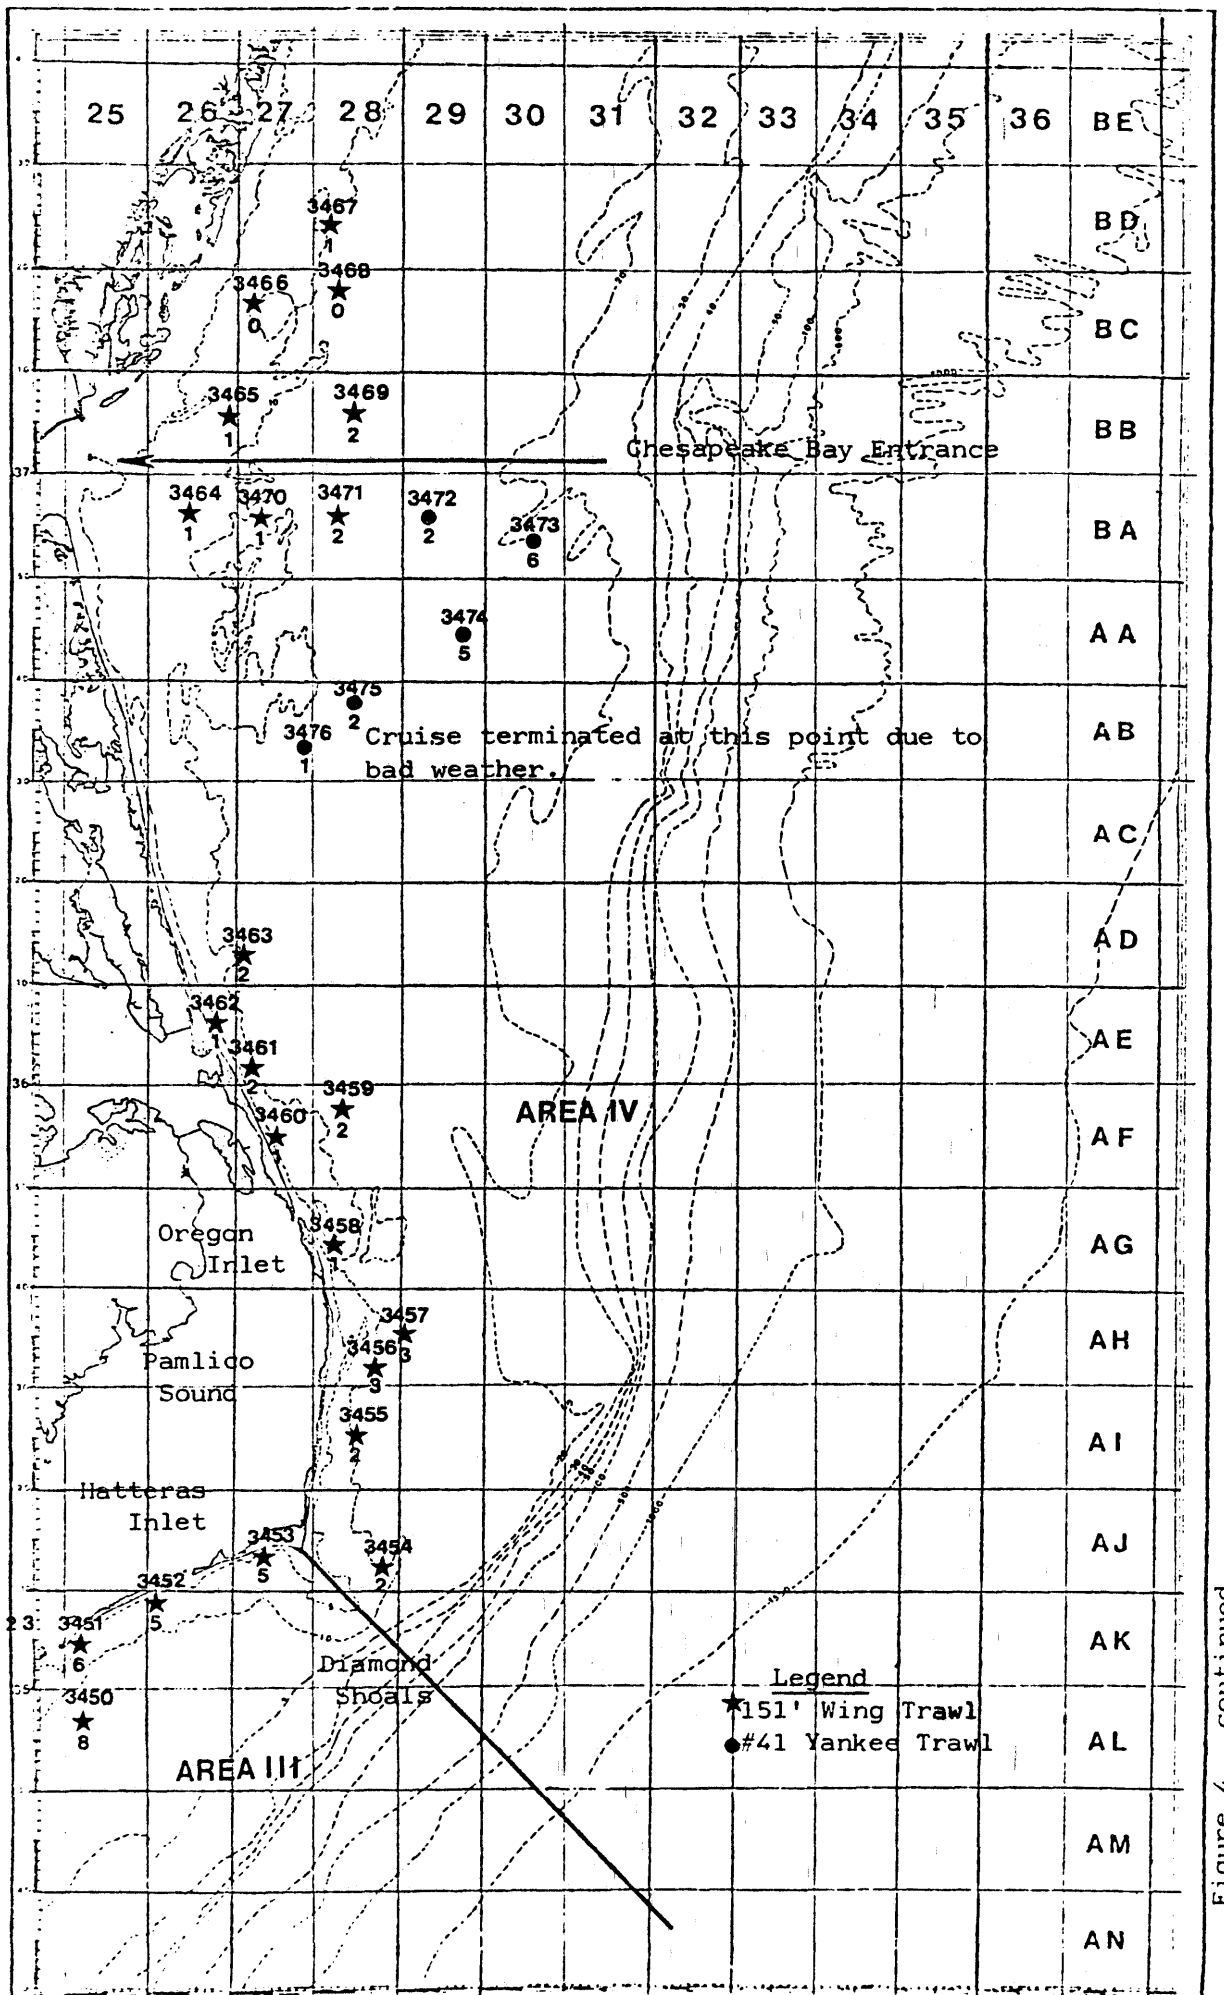 25 26 27 28 29 30 31 32 33 34 35 36 BE
3467
1
BD
3468
0
3466
0
BC
3465
1
3469
2
BB
Chesapeake Bay Entrance
37
3464
1
3470
1
3471
2
3472
2
3473
6
BA
3474
5
AA
3475
2
3476
1
Cruise terminated at this point due to
bad weather.
AB
AC
3463
2
AD
3462
1
3461
2
AE
36
3459
2
3460
AREA IV
AF
3458
1
Oregon
Inlet
AG
3457
3
3456
3
AH
Pamlico
Sound
3455
2
AI
Hatteras
Inlet
3453
5
3454
2
AJ
3452
5
3451
6
AK
Diamond
Shoals
3450
8
Legend
★151' Wing Trawl
●#41 Yankee Trawl
AL
AREA III
AM
AN
Figure 4 continued